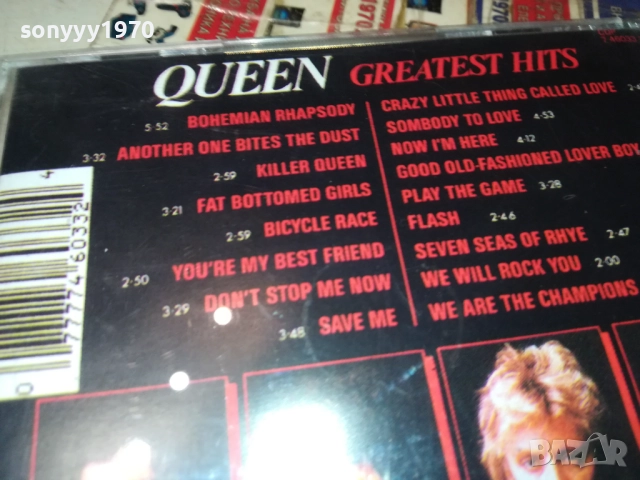 sonyyy1970
QUEEN GREATEST HITS
5·52 BOHEMIAN RHAPSODY
3·32 ANOTHER ONE BITES THE DUST
2·59 KILLER QUEEN
3·21 FAT BOTTOMED GIRLS
2·59 BICYCLE RACE
2·50 YOU'RE MY BEST FRIEND
3·29 DON'T STOP ME NOW
3·48 SAVE ME
CRAZY LITTLE THING CALLED LOVE
SOMBODY TO LOVE 4·53
NOW I'M HERE 4·12
GOOD OLD-FASHIONED LOVER BOY
PLAY THE GAME 3·28
FLASH 2·46
SEVEN SEAS OF RHYE 2·47
WE WILL ROCK YOU 2·00
WE ARE THE CHAMPIONS
0 77774 60332 4
BAZAR